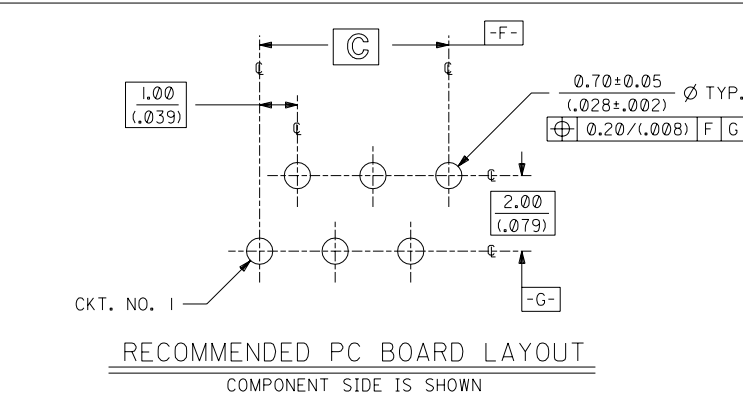 -F-
C
℄
℄
1.00
(.039)
0.70±0.05
(.028±.002)
Ø TYP.
⌖ 0.20/(.008) F G
℄
℄
2.00
(.079)
℄
CKT. NO. 1
-G-
RECOMMENDED PC BOARD LAYOUT
COMPONENT SIDE IS SHOWN